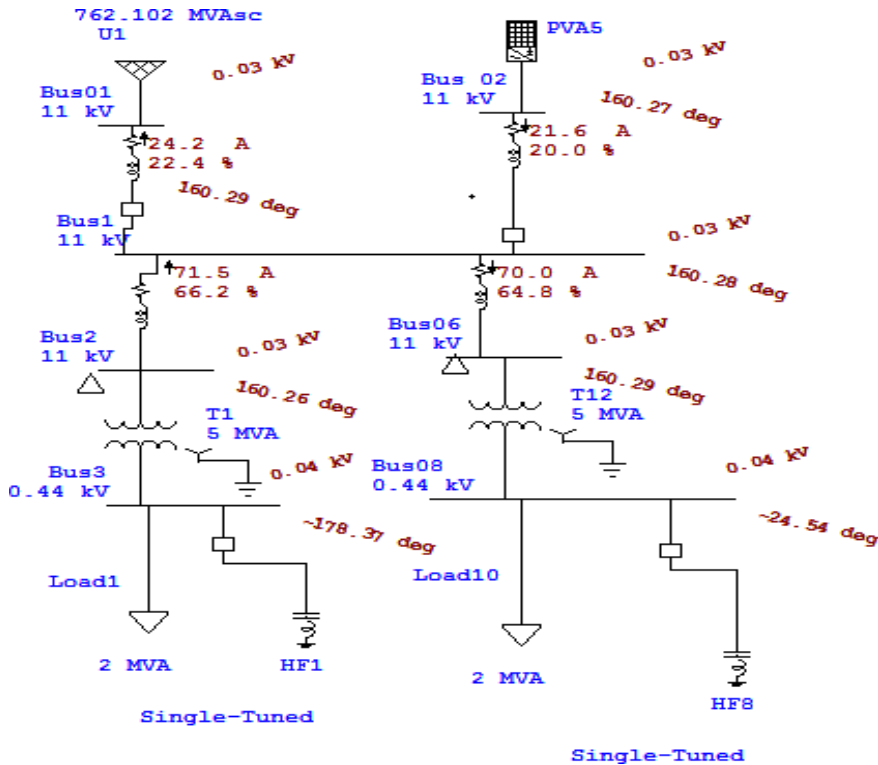 762.102 MVAsc
U1
PVA5
0.03 kV
0.03 kV
Bus01
11 kV
Bus 02
11 kV
160.27 deg
24.2 A
22.4 %
21.6 A
20.0 %
160.29 deg
Bus1
11 kV
0.03 kV
71.5 A
66.2 %
70.0 A
64.8 %
160.28 deg
Bus2
11 kV
0.03 kV
Bus06
11 kV
0.03 kV
160.26 deg
160.29 deg
T1
5 MVA
T12
5 MVA
Bus3
0.44 kV
0.04 kV
Bus08
0.44 kV
0.04 kV
~178.37 deg
~24.54 deg
Load1
Load10
2 MVA
HF1
2 MVA
HF8
Single-Tuned
Single-Tuned